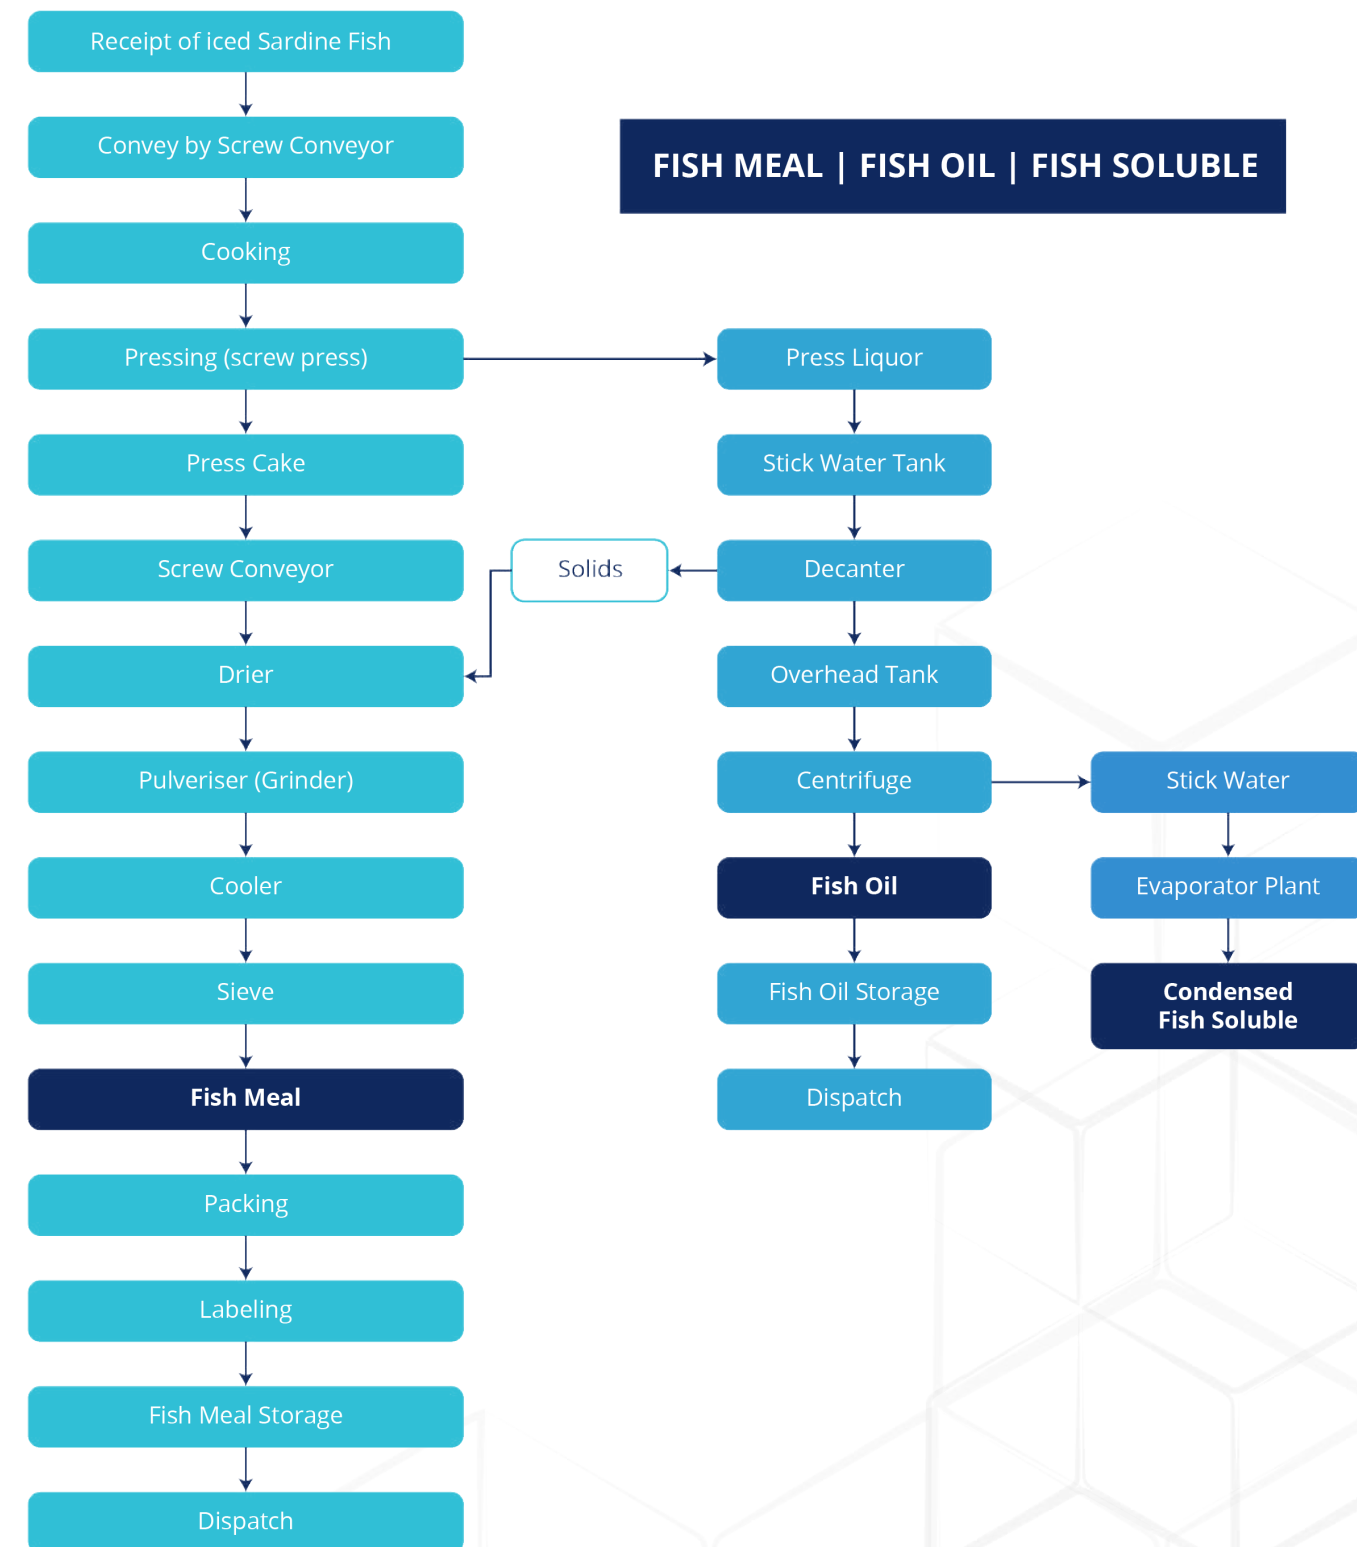 Receipt of iced Sardine Fish
Convey by Screw Conveyor
FISH MEAL | FISH OIL | FISH SOLUBLE
Cooking
Pressing (screw press)
Press Liquor
Press Cake
Stick Water Tank
Screw Conveyor
Solids
Decanter
Drier
Overhead Tank
Pulveriser (Grinder)
Centrifuge
Stick Water
Cooler
Fish Oil
Evaporator Plant
Sieve
Fish Oil Storage
Condensed
Fish Soluble
Fish Meal
Dispatch
Packing
Labeling
Fish Meal Storage
Dispatch